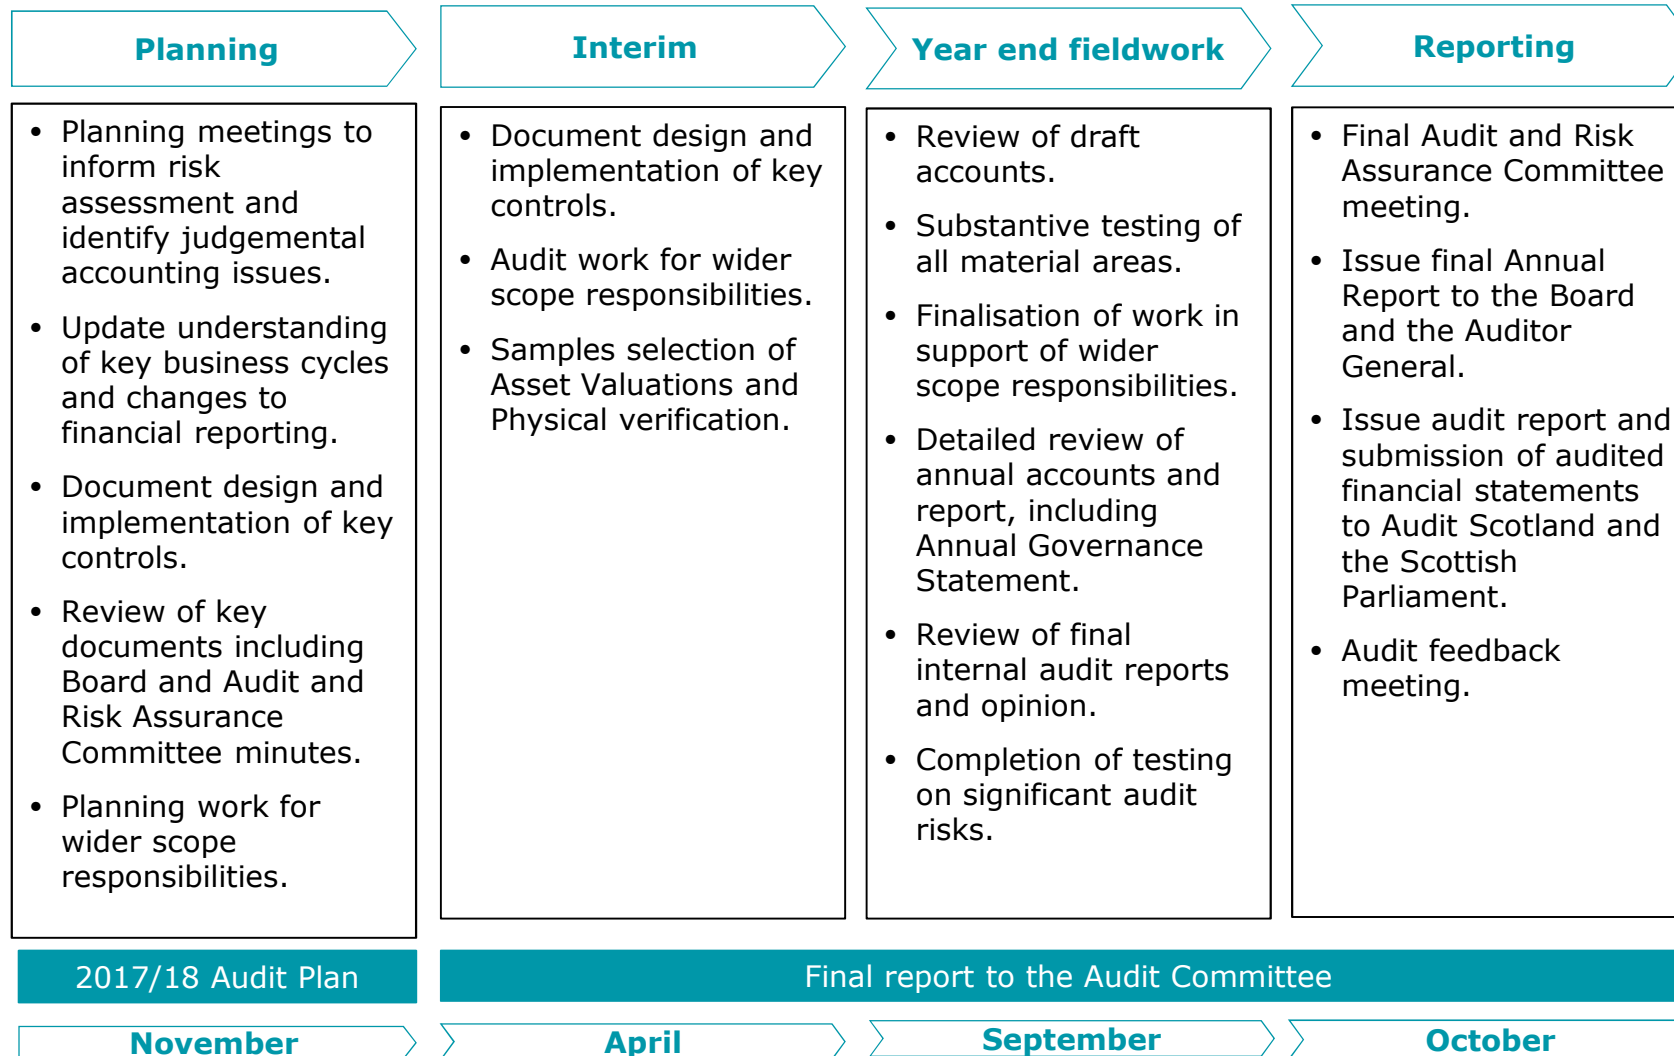 Planning
Interim
Year end fieldwork
Reporting
• Planning meetings to
inform risk
assessment and
identify judgemental
accounting issues.
• Update understanding
of key business cycles
and changes to
financial reporting.
• Document design and
implementation of key
controls.
• Review of key
documents including
Board and Audit and
Risk Assurance
Committee minutes.
• Planning work for
wider scope
responsibilities.
• Document design and
implementation of key
controls.
• Audit work for wider
scope responsibilities.
• Samples selection of
Asset Valuations and
Physical verification.
• Review of draft
accounts.
• Substantive testing of
all material areas.
• Finalisation of work in
support of wider
scope responsibilities.
• Detailed review of
annual accounts and
report, including
Annual Governance
Statement.
• Review of final
internal audit reports
and opinion.
• Completion of testing
on significant audit
risks.
• Final Audit and Risk
Assurance Committee
meeting.
• Issue final Annual
Report to the Board
and the Auditor
General.
• Issue audit report and
submission of audited
financial statements
to Audit Scotland and
the Scottish
Parliament.
• Audit feedback
meeting.
2017/18 Audit Plan
Final report to the Audit Committee
November
April
September
October